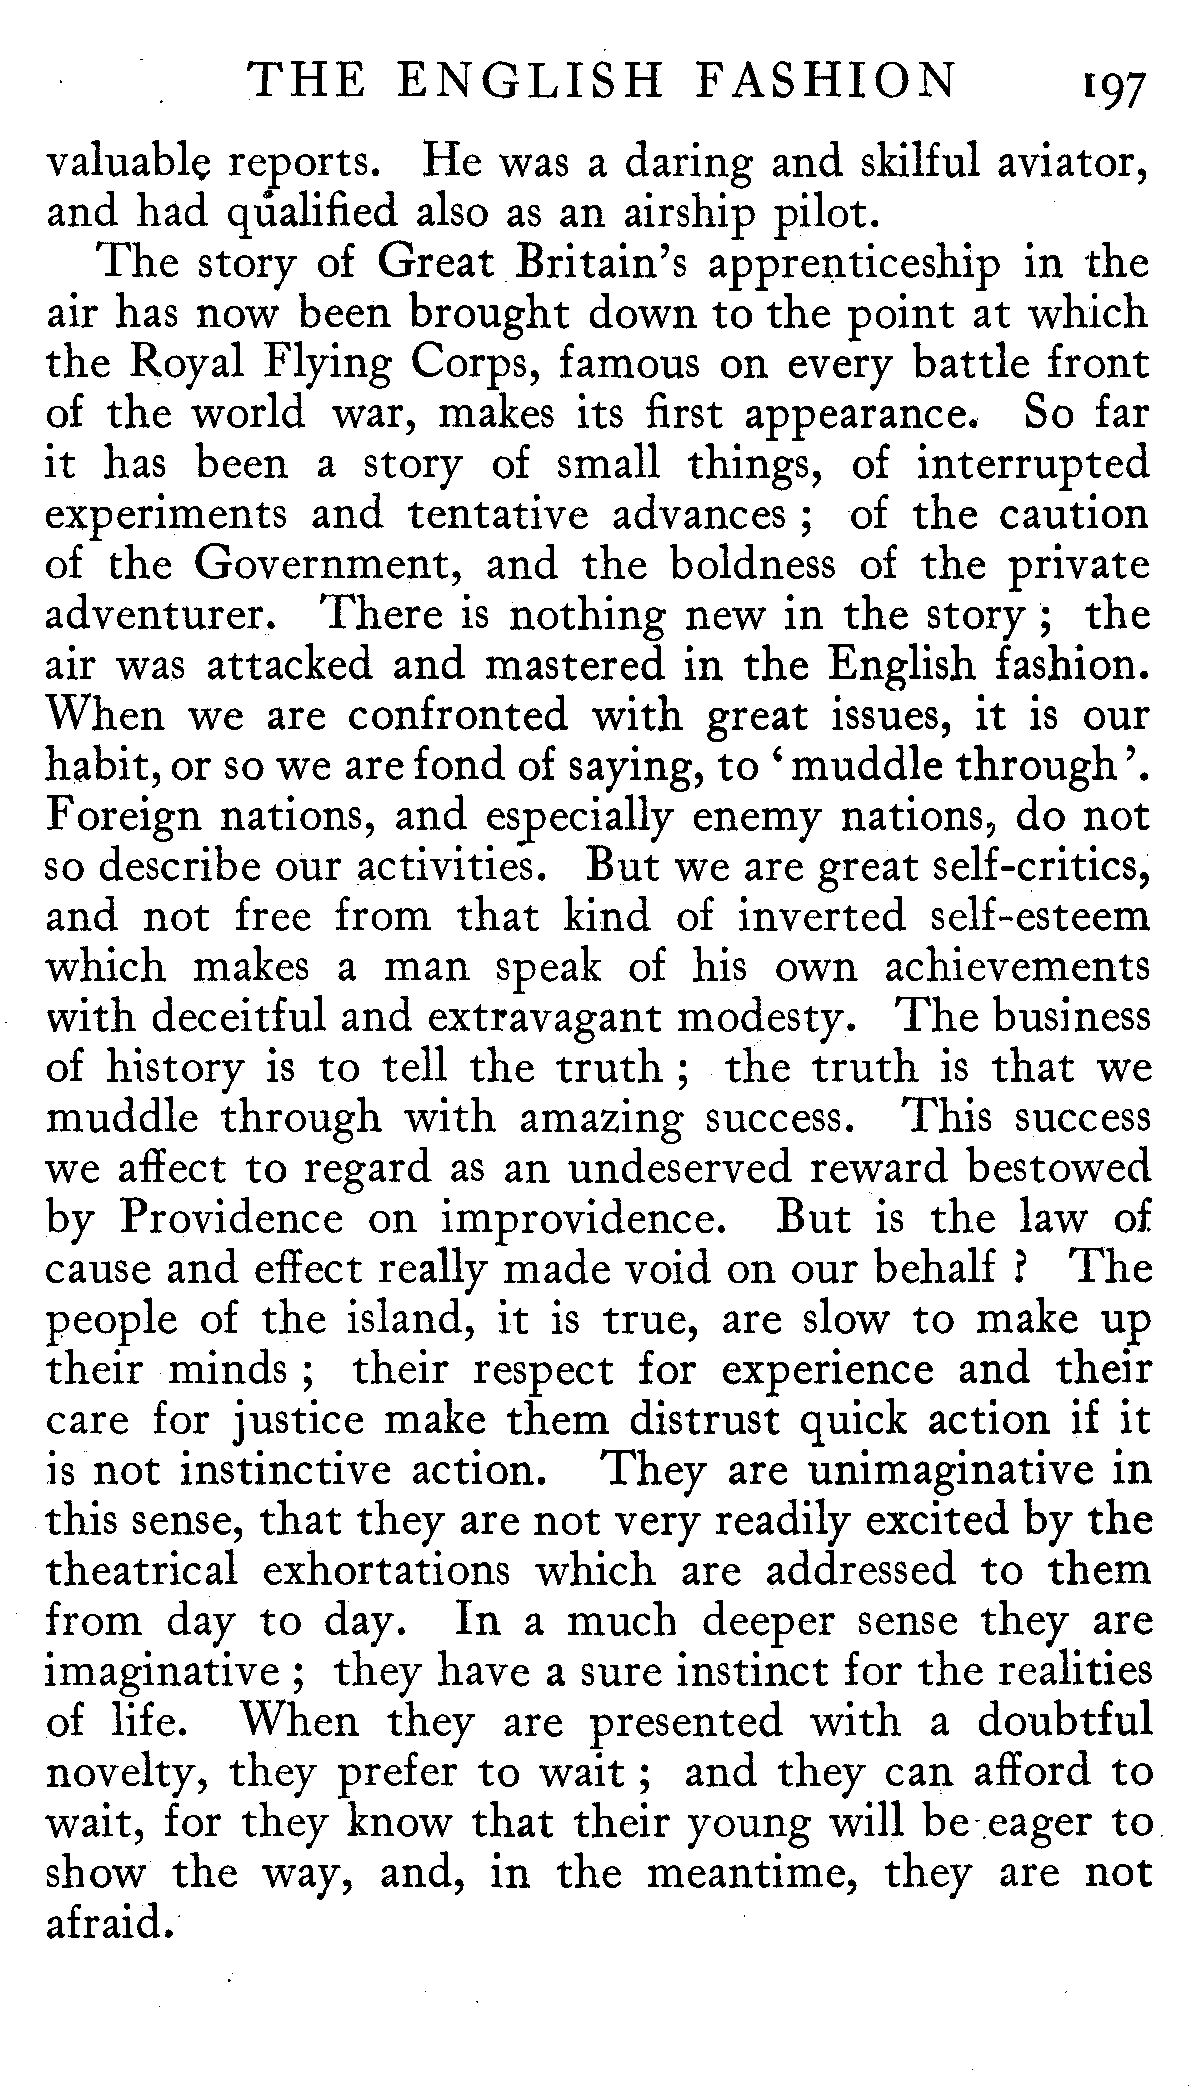 THE ENGLISH FASHION 197
valuable reports. He was a daring and skilful aviator,
and had qualified also as an airship pilot.
The story of Great Britain's apprenticeship in the
air has now been brought down to the point at which
the Royal Flying Corps, famous on every battle front
of the world war, makes its first appearance. So far
it has been a story of small things, of interrupted
experiments and tentative advances ; of the caution
of the Government, and the boldness of the private
adventurer. There is nothing new in the story ; the
air was attacked and mastered in the English fashion.
When we are confronted with great issues, it is our
habit, or so we are fond of saying, to ‘ muddle through ’.
Foreign nations, and especially enemy nations, do not
so describe our activities. But we are great self-critics,
and not free from that kind of inverted self-esteem
which makes a man speak of his own achievements
with deceitful and extravagant modesty. The business
of history is to tell the truth ; the truth is that we
muddle through with amazing success. This success
we affect to regard as an undeserved reward bestowed
by Providence on improvidence. But is the law of
cause and effect really made void on our behalf ? The
people of the island, it is true, are slow to make up
their minds ; their respect for experience and their
care for justice make them distrust quick action if it
is not instinctive action. They are unimaginative in
this sense, that they are not very readily excited by the
theatrical exhortations which are addressed to them
from day to day. In a much deeper sense they are
imaginative ; they have a sure instinct for the realities
of life. When they are presented with a doubtful
novelty, they prefer to wait ; and they can afford to
wait, for they know that their young will be eager to
show the way, and, in the meantime, they are not
afraid.